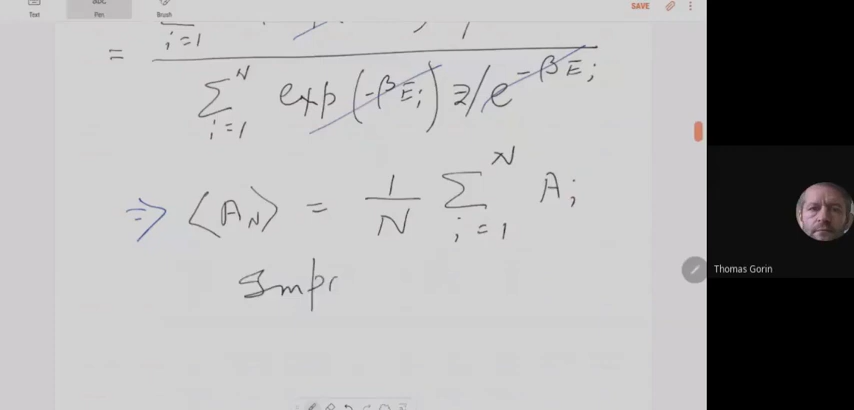 Text
Pen
Brush
SAVE
i=1
= 
N
∑ exp(-βE_i) z/e^{-βE_i}
i=1
⇒ ⟨A_N⟩ = 1/N ∑_{i=1}^{N} A_i
Impr
Thomas Gorin